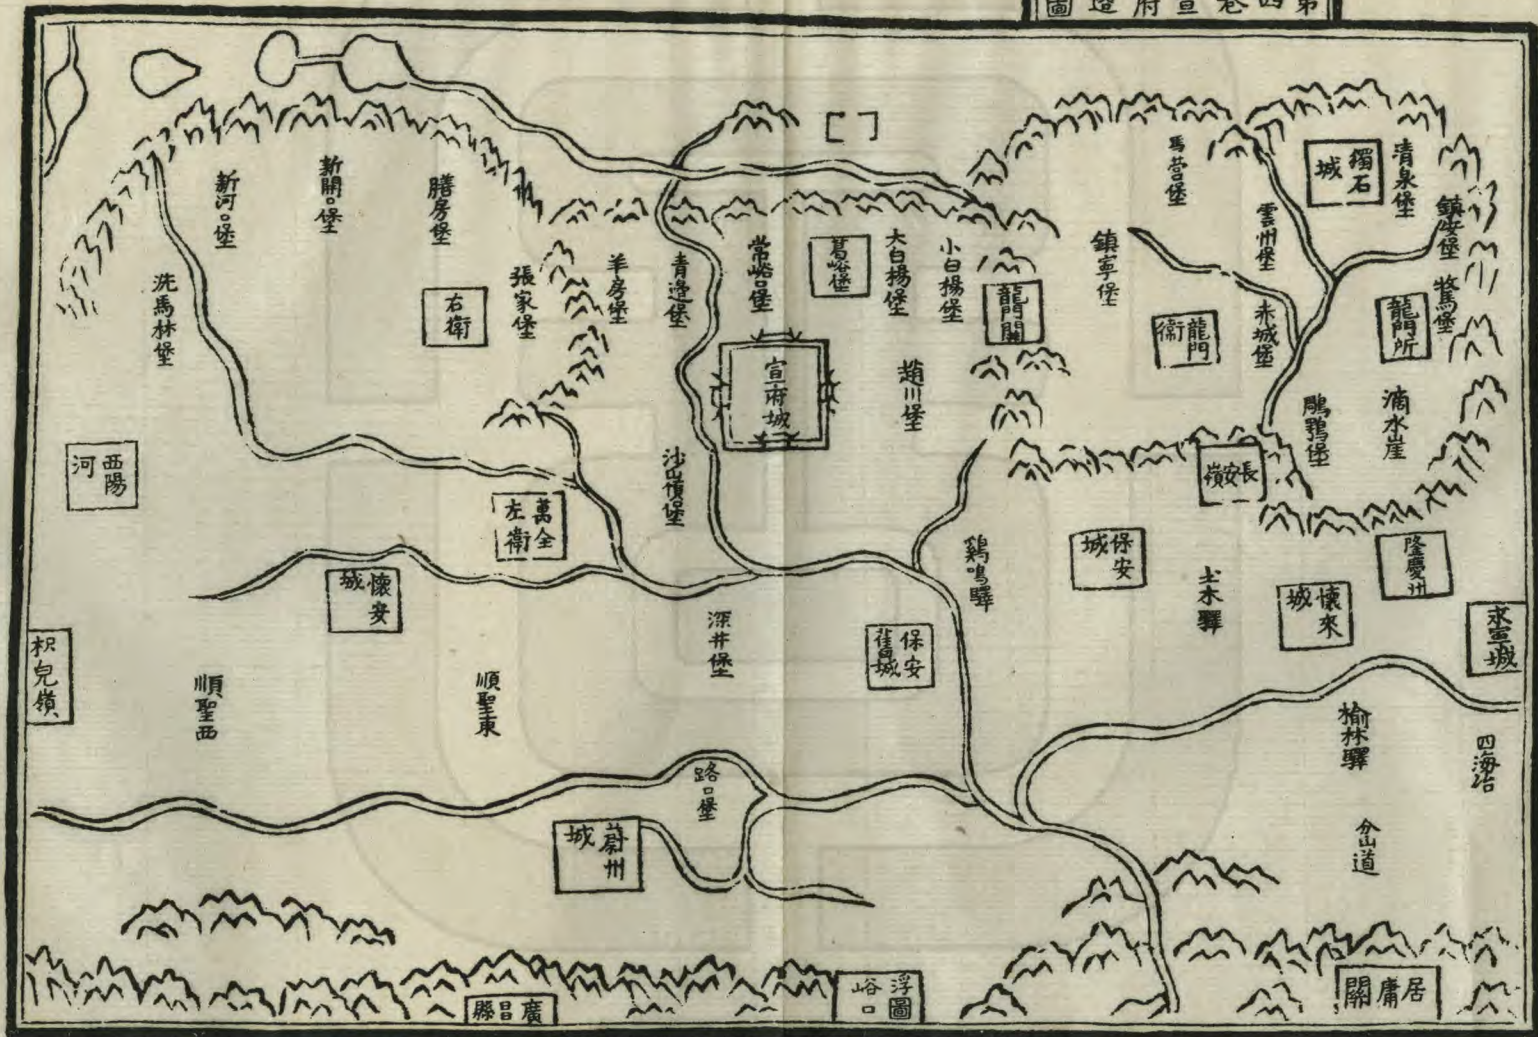 第四卷宣府邊圖
清泉堡
獨石城
馬营堡
鎮安堡
雲州堡
牧馬堡
鎮寧堡
龍門所
赤城堡
龍門衛
龍門關
小白楊堡
大白楊堡
葛峪堡
常峪口堡
青邊堡
羊房堡
張家堡
膳房堡
新開口堡
新河口堡
洗馬林堡
右衛
宣府城
趙川堡
滴水崖
鵰鶚堡
長安嶺
沙嶺堡
西陽河
萬全左衛
雞鳴驛
保安城
土木驛
隆慶州
懷來城
永寧城
懷安城
深井堡
保安舊城
枳兒嶺
順聖西
順聖東
榆林驛
四海冶
路口堡
蔚州城
分山道
居庸關
浮圖峪口
廣昌縣